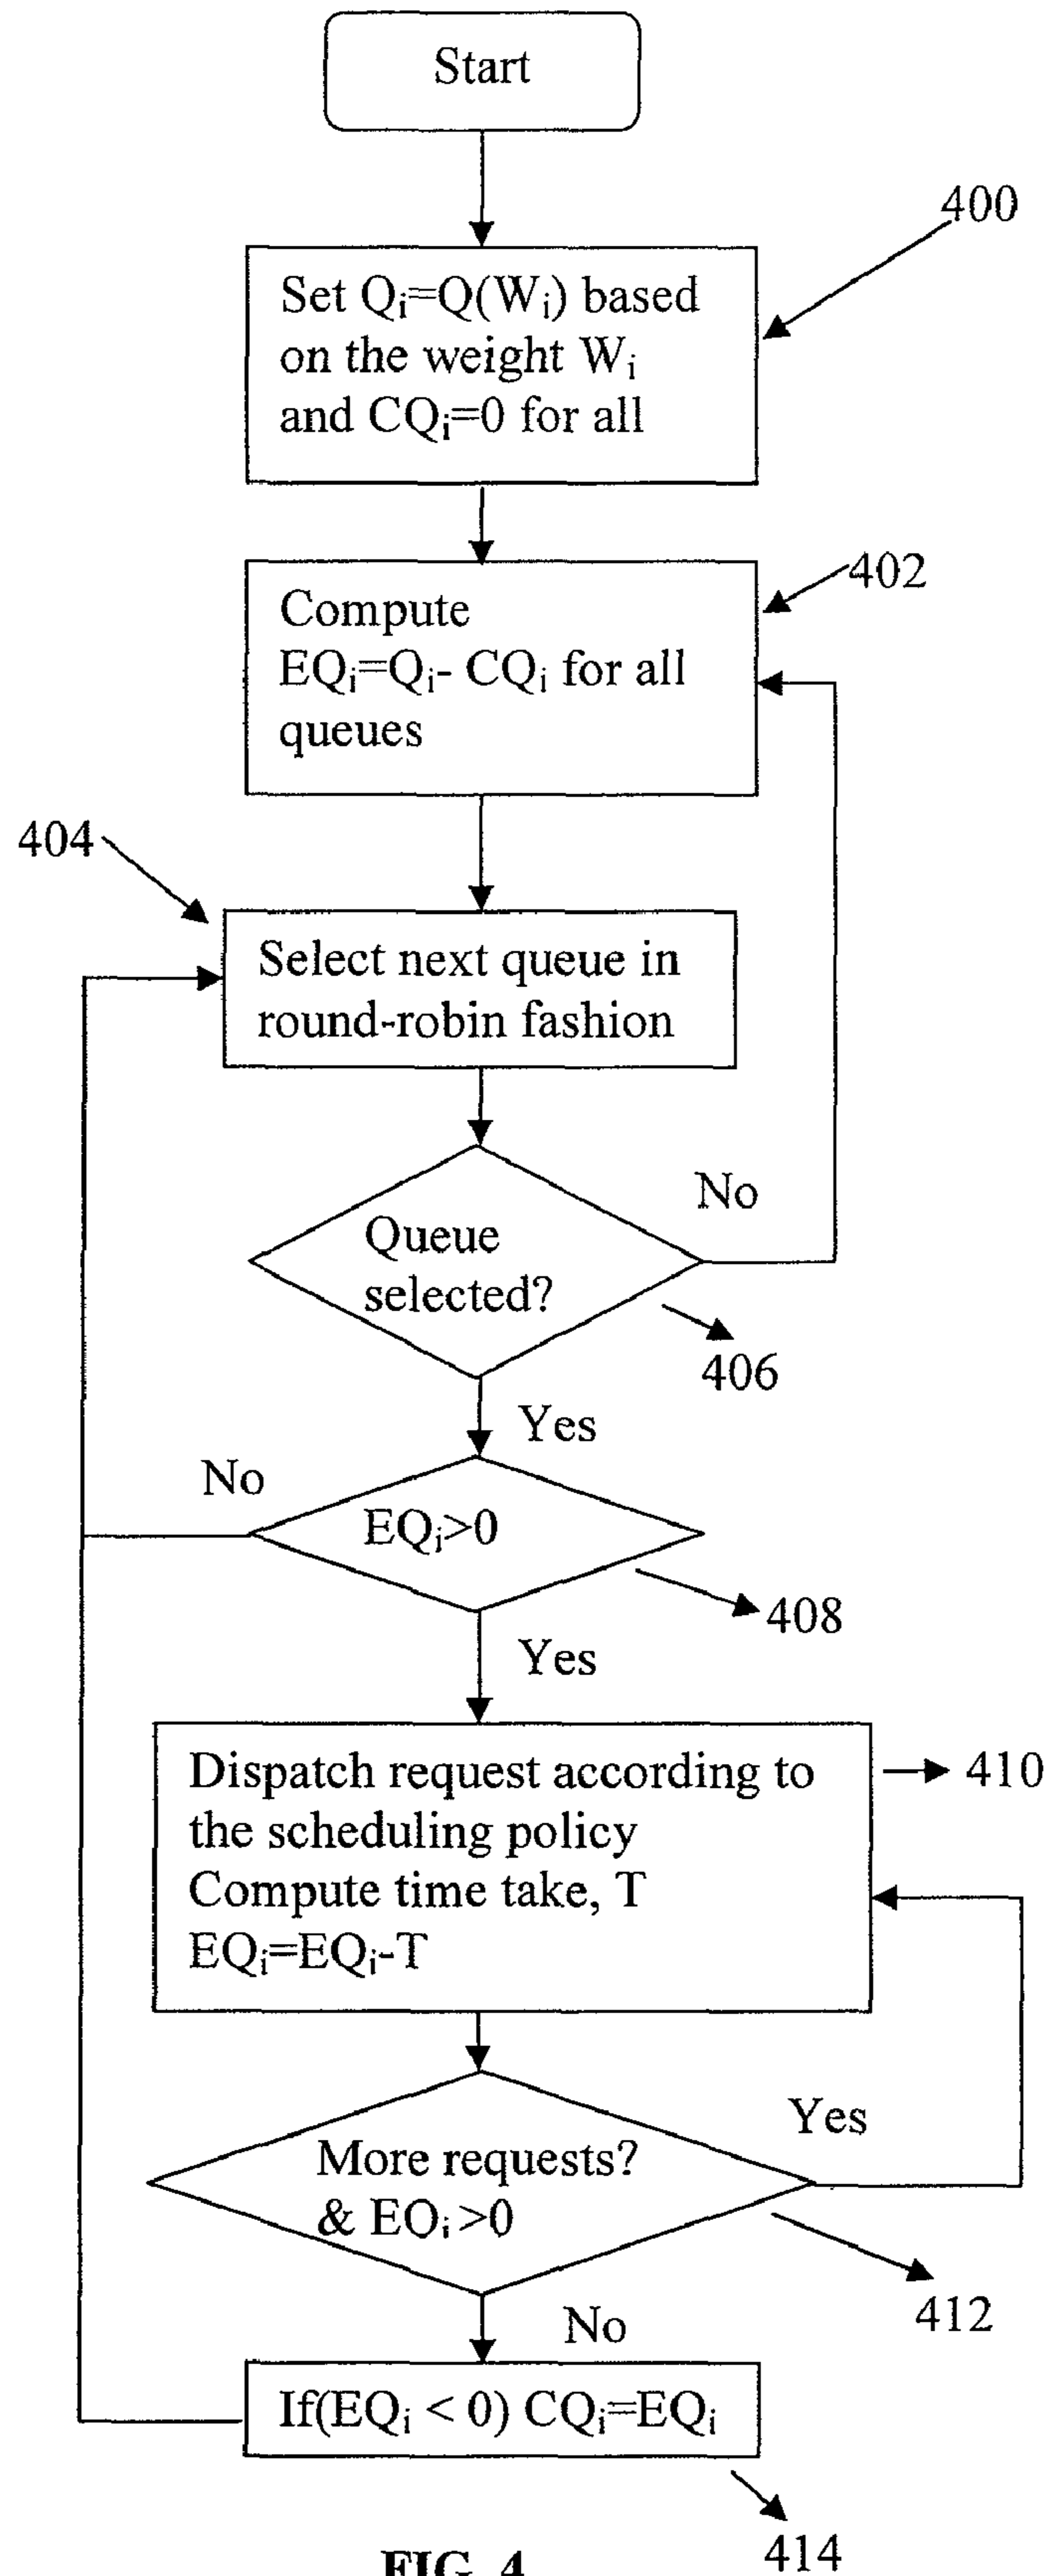 Start
400
Set Qi=Q(Wi) based
on the weight Wi
and CQi=0 for all
402
Compute
EQi=Qi- CQi for all
queues
404
Select next queue in
round-robin fashion
No
Queue
selected?
406
Yes
No
EQi>0
408
Yes
Dispatch request according to
the scheduling policy
Compute time take, T
EQi=EQi-T
410
Yes
More requests?
& EQi >0
412
No
If(EQi < 0) CQi=EQi
414
FIG. 4